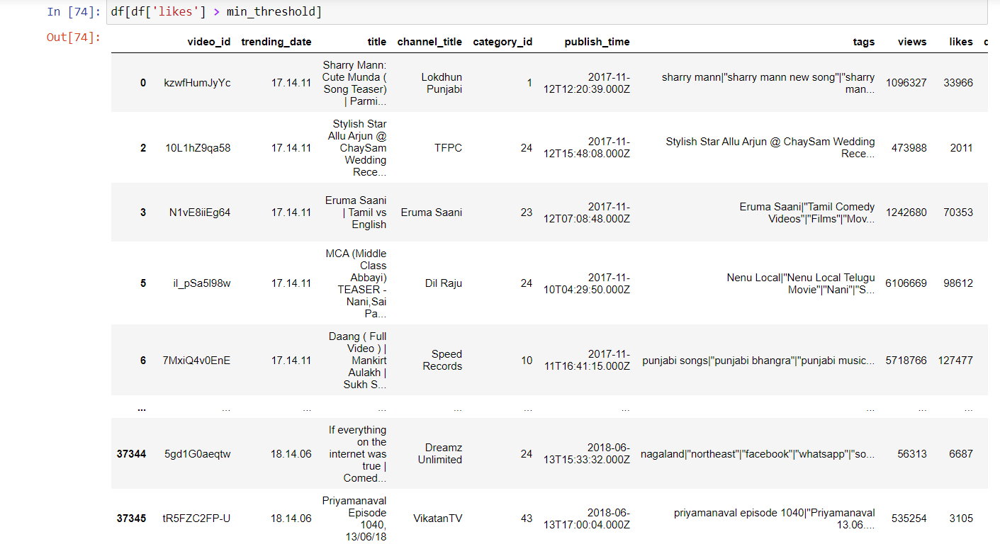 In [74]: df[df['likes'] > min_threshold]
Out[74]:
video_id trending_date title channel_title category_id publish_time tags views likes
0 kzwfHumJyYc 17.14.11 Sharry Mann: Cute Munda ( Song Teaser) | Parmi... Lokdhun Punjabi 1 2017-11-12T12:20:39.000Z sharry mann|"sharry mann new song"|"sharry man... 1096327 33966
2 10L1hZ9qa58 17.14.11 Stylish Star Allu Arjun @ ChaySam Wedding Rece... TFPC 24 2017-11-12T15:48:08.000Z Stylish Star Allu Arjun @ ChaySam Wedding Rece... 473988 2011
3 N1vE8iiEg64 17.14.11 Eruma Saani | Tamil vs English Eruma Saani 23 2017-11-12T07:08:48.000Z Eruma Saani|"Tamil Comedy Videos"|"Films"|"Mov... 1242680 70353
5 il_pSa5l98w 17.14.11 MCA (Middle Class Abbayi) TEASER - Nani,Sai Pa... Dil Raju 24 2017-11-10T04:29:50.000Z Nenu Local|"Nenu Local Telugu Movie"|"Nani"|"S... 6106669 98612
6 7MxiQ4v0EnE 17.14.11 Daang ( Full Video ) | Mankirt Aulakh | Sukh S... Speed Records 10 2017-11-11T16:41:15.000Z punjabi songs|"punjabi bhangra"|"punjabi music... 5718766 127477
... ... ... ... ... ... ... ... ... ...
37344 5gd1G0aeqtw 18.14.06 If everything on the internet was true | Comed... Dreamz Unlimited 24 2018-06-13T15:33:32.000Z nagaland|"northeast"|"facebook"|"whatsapp"|"so... 56313 6687
37345 tR5FZC2FP-U 18.14.06 Priyamanaval Episode 1040, 13/06/18 VikatanTV 43 2018-06-13T17:00:04.000Z priyamanaval episode 1040|"Priyamanaval 13.06.... 535254 3105